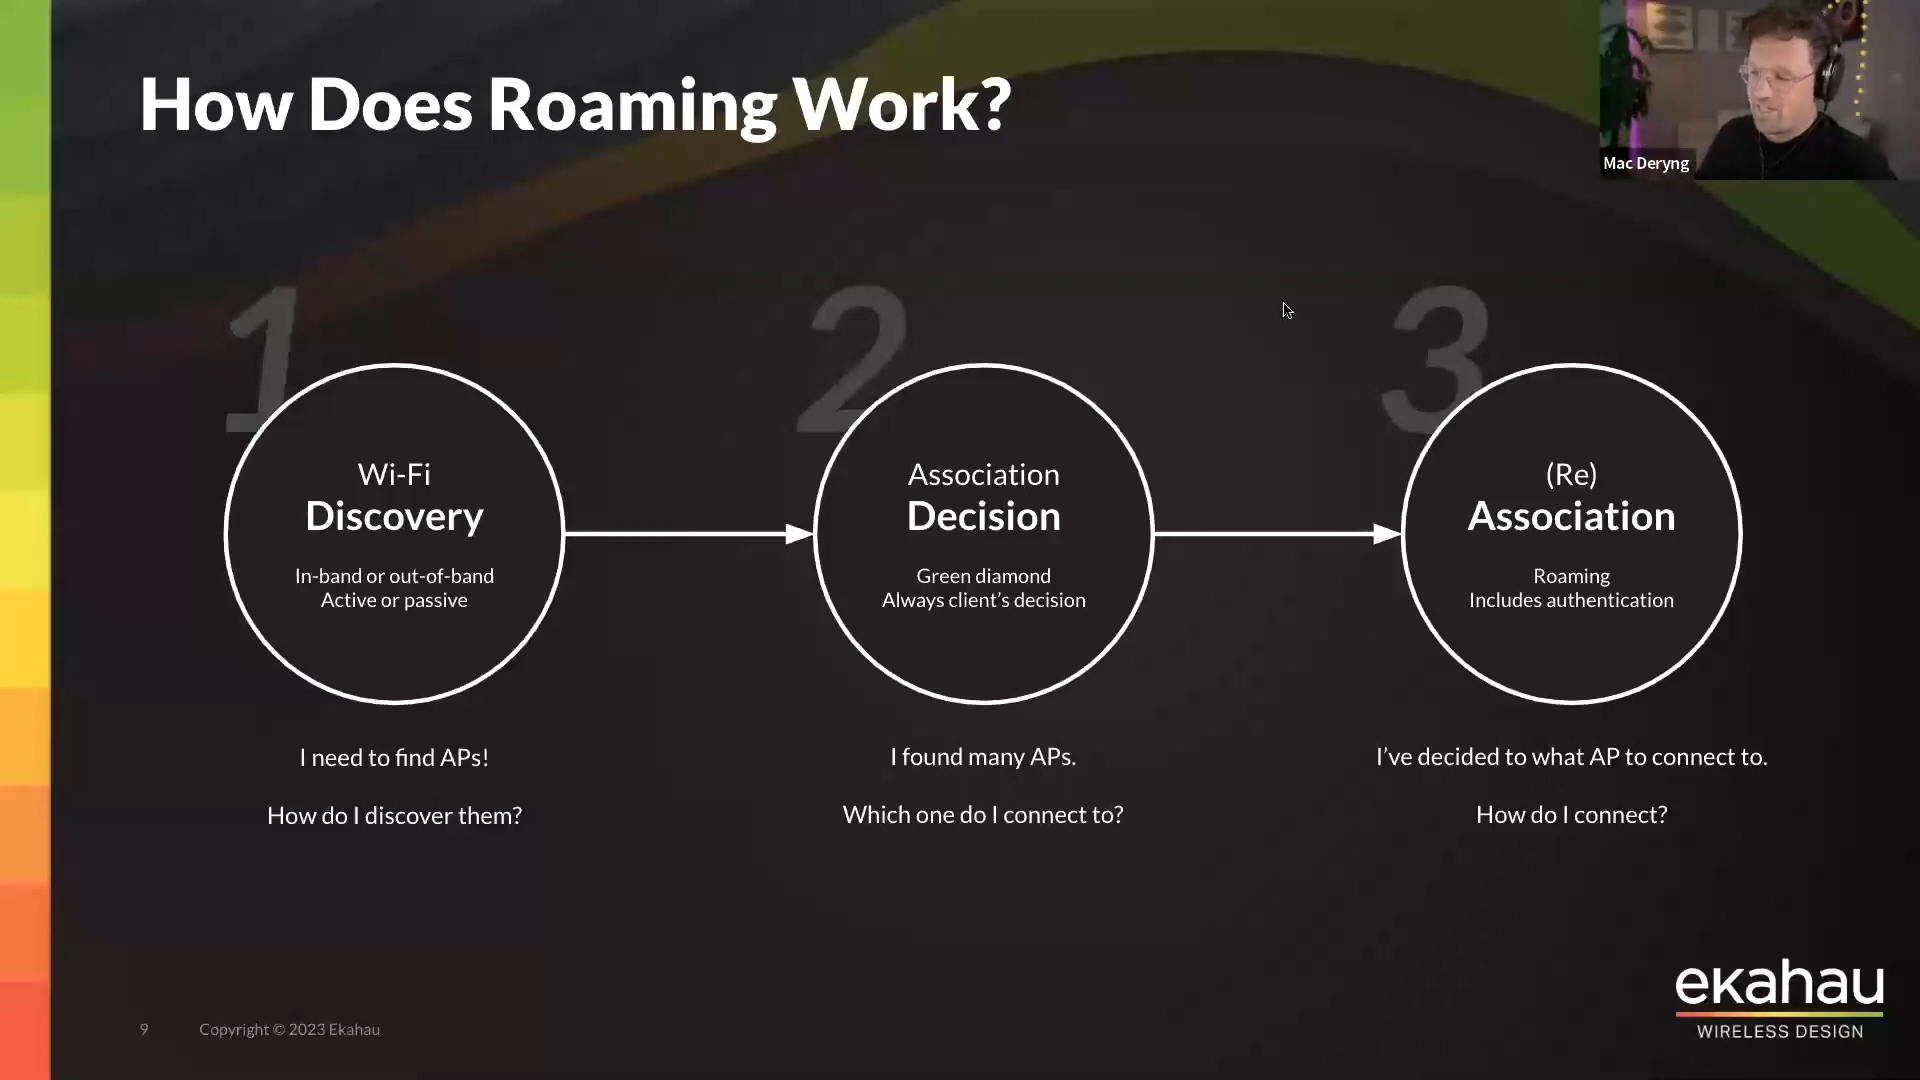 How Does Roaming Work?
Mac Deryng
1
2
3
Wi-Fi
Discovery
In-band or out-of-band
Active or passive
Association
Decision
Green diamond
Always client's decision
(Re)
Association
Roaming
Includes authentication
I need to find APs!
How do I discover them?
I found many APs.
Which one do I connect to?
I've decided to what AP to connect to.
How do I connect?
9
Copyright © 2023 Ekahau
ekahau
WIRELESS DESIGN